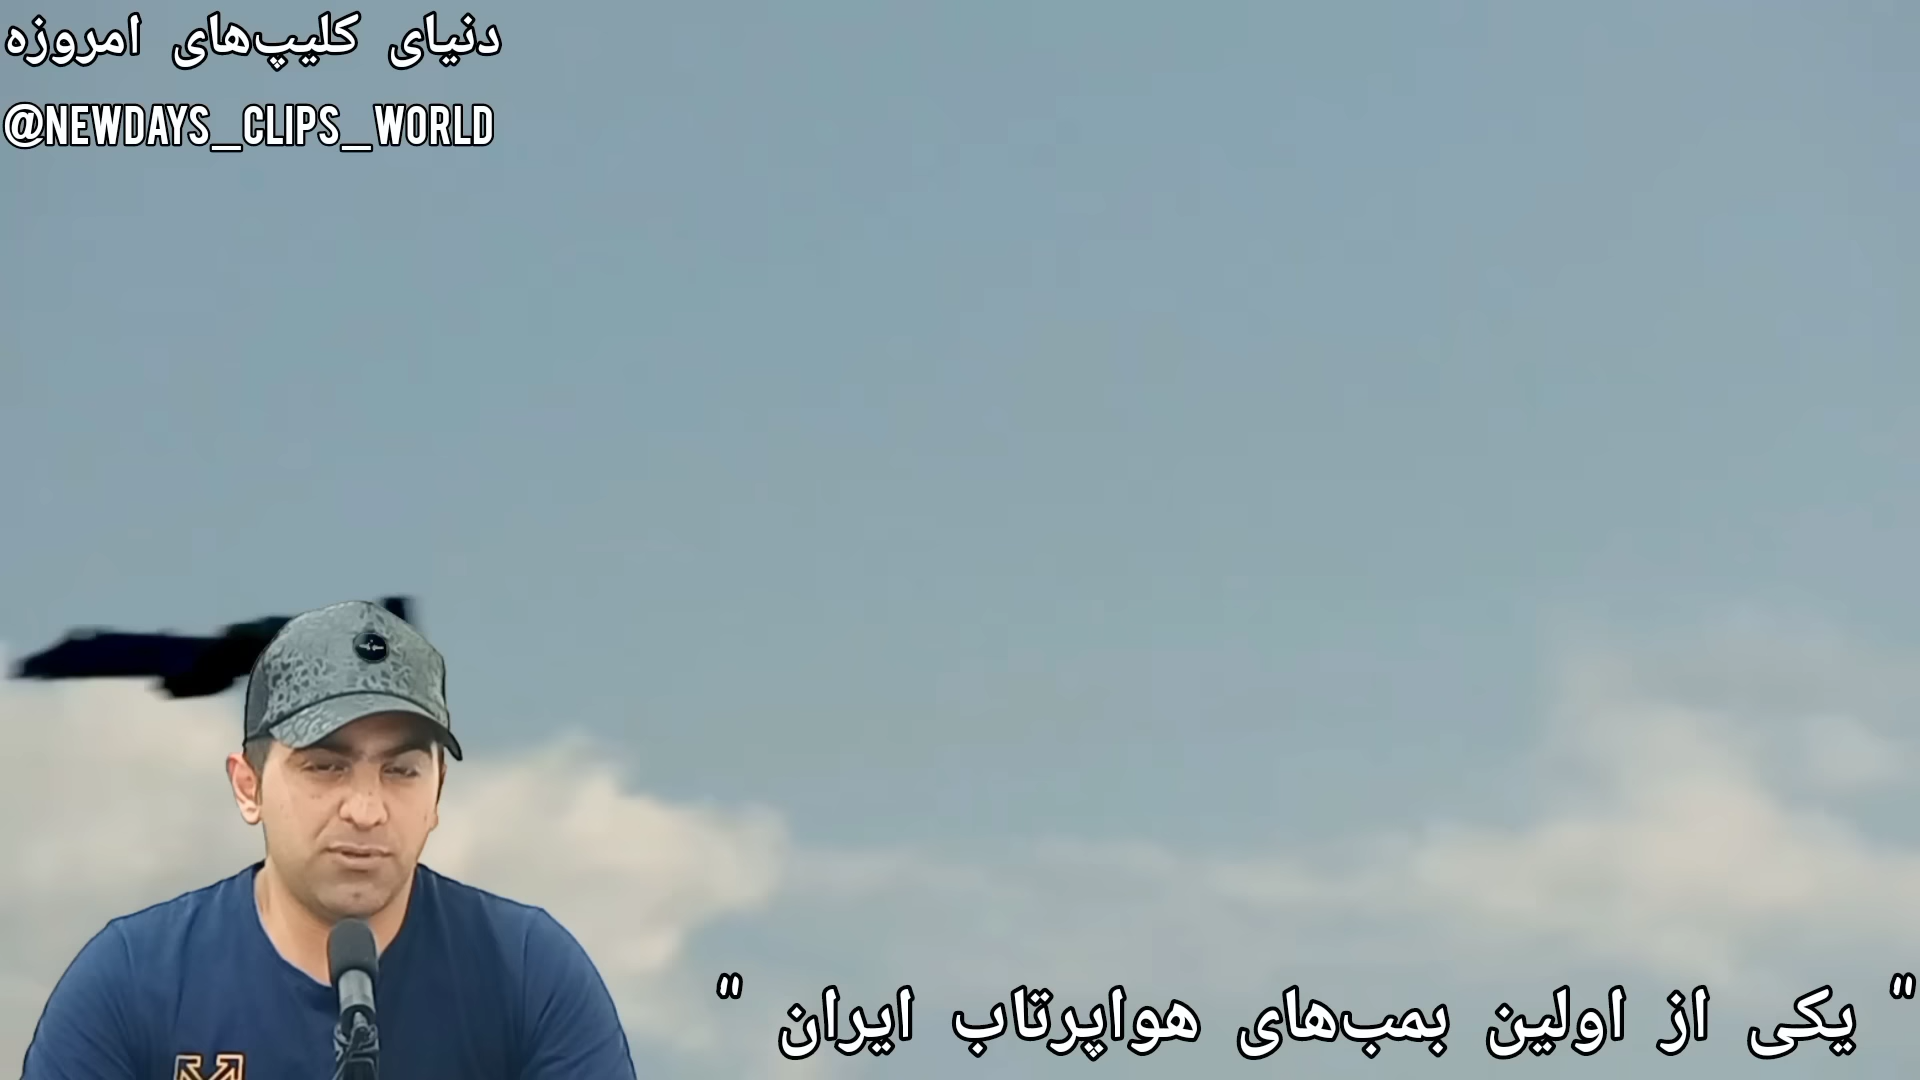 دنیای کلیپ‌های امروزه
@NEWDAYS_CLIPS_WORLD
" یکی از اولین بمب‌های هواپرتاب ایران "